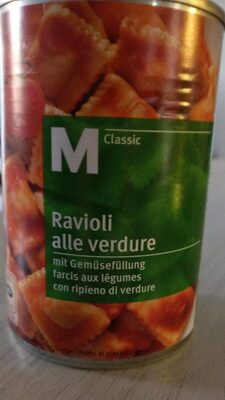 M
Classic
Ravioli
alle verdure
mit Gemüsefüllung
farcis aux légumes
con ripieno di verdure